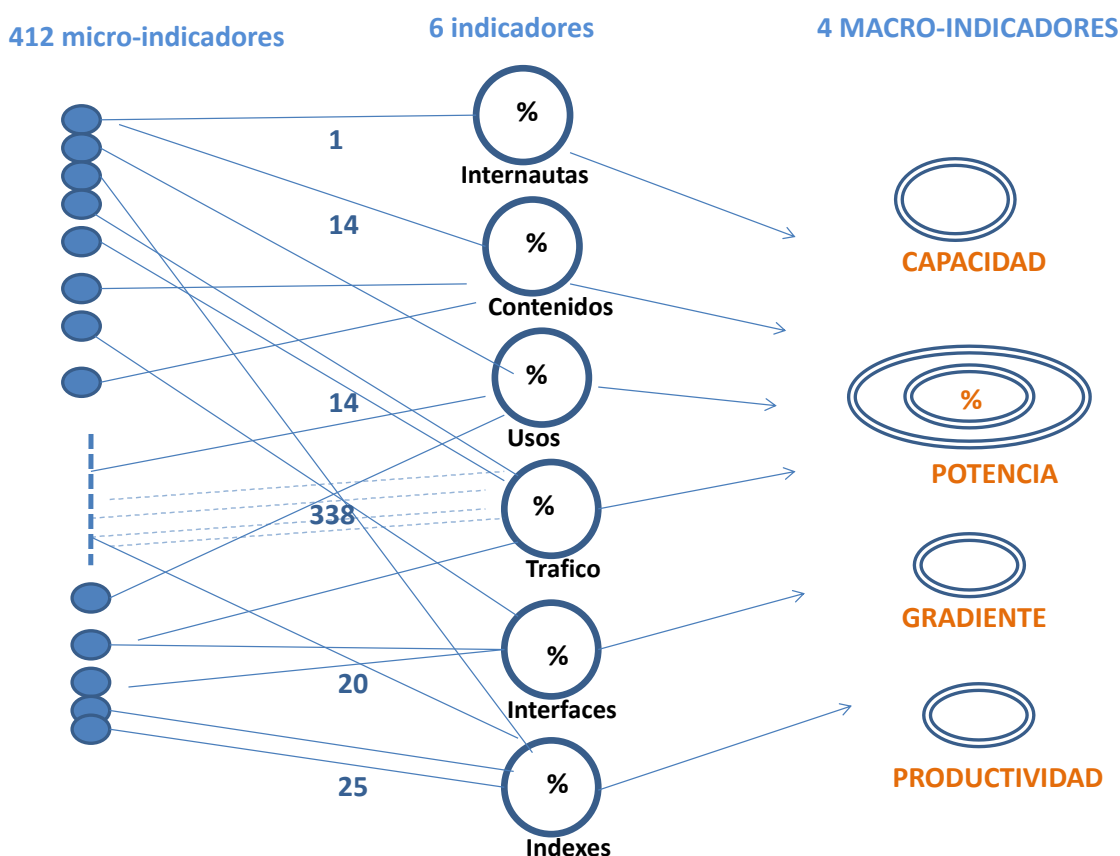 412 micro-indicadores
6 indicadores
4 MACRO-INDICADORES
%
1
Internautas
14
%
Contenidos
CAPACIDAD
%
14
Usos
%
POTENCIA
338
%
Trafico
GRADIENTE
%
20
Interfaces
25
%
Indexes
PRODUCTIVIDAD